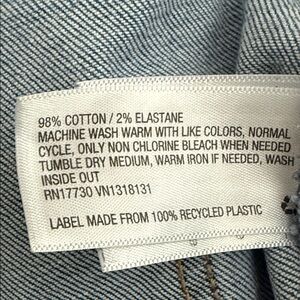 98% COTTON / 2% ELASTANE
MACHINE WASH WARM WITH LIKE COLORS, NORMAL
CYCLE, ONLY NON CHLORINE BLEACH WHEN NEEDED
TUMBLE DRY MEDIUM, WARM IRON IF NEEDED, WASH
INSIDE OUT
RN17730 VN1318131
LABEL MADE FROM 100% RECYCLED PLASTIC